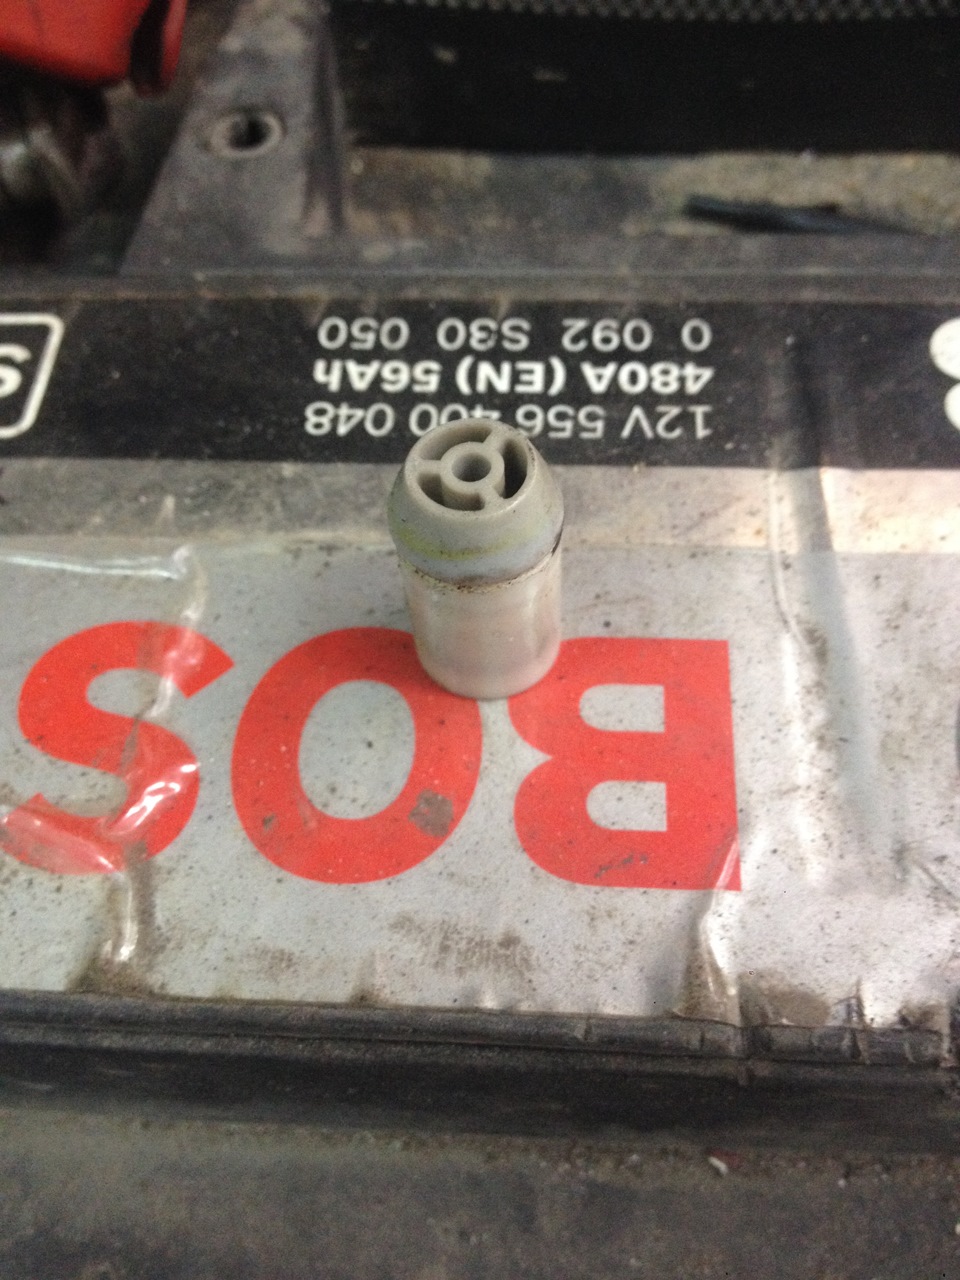 BOS
12V 556 400 048
480A (EN) 56Ah
0 092 S30 050
S